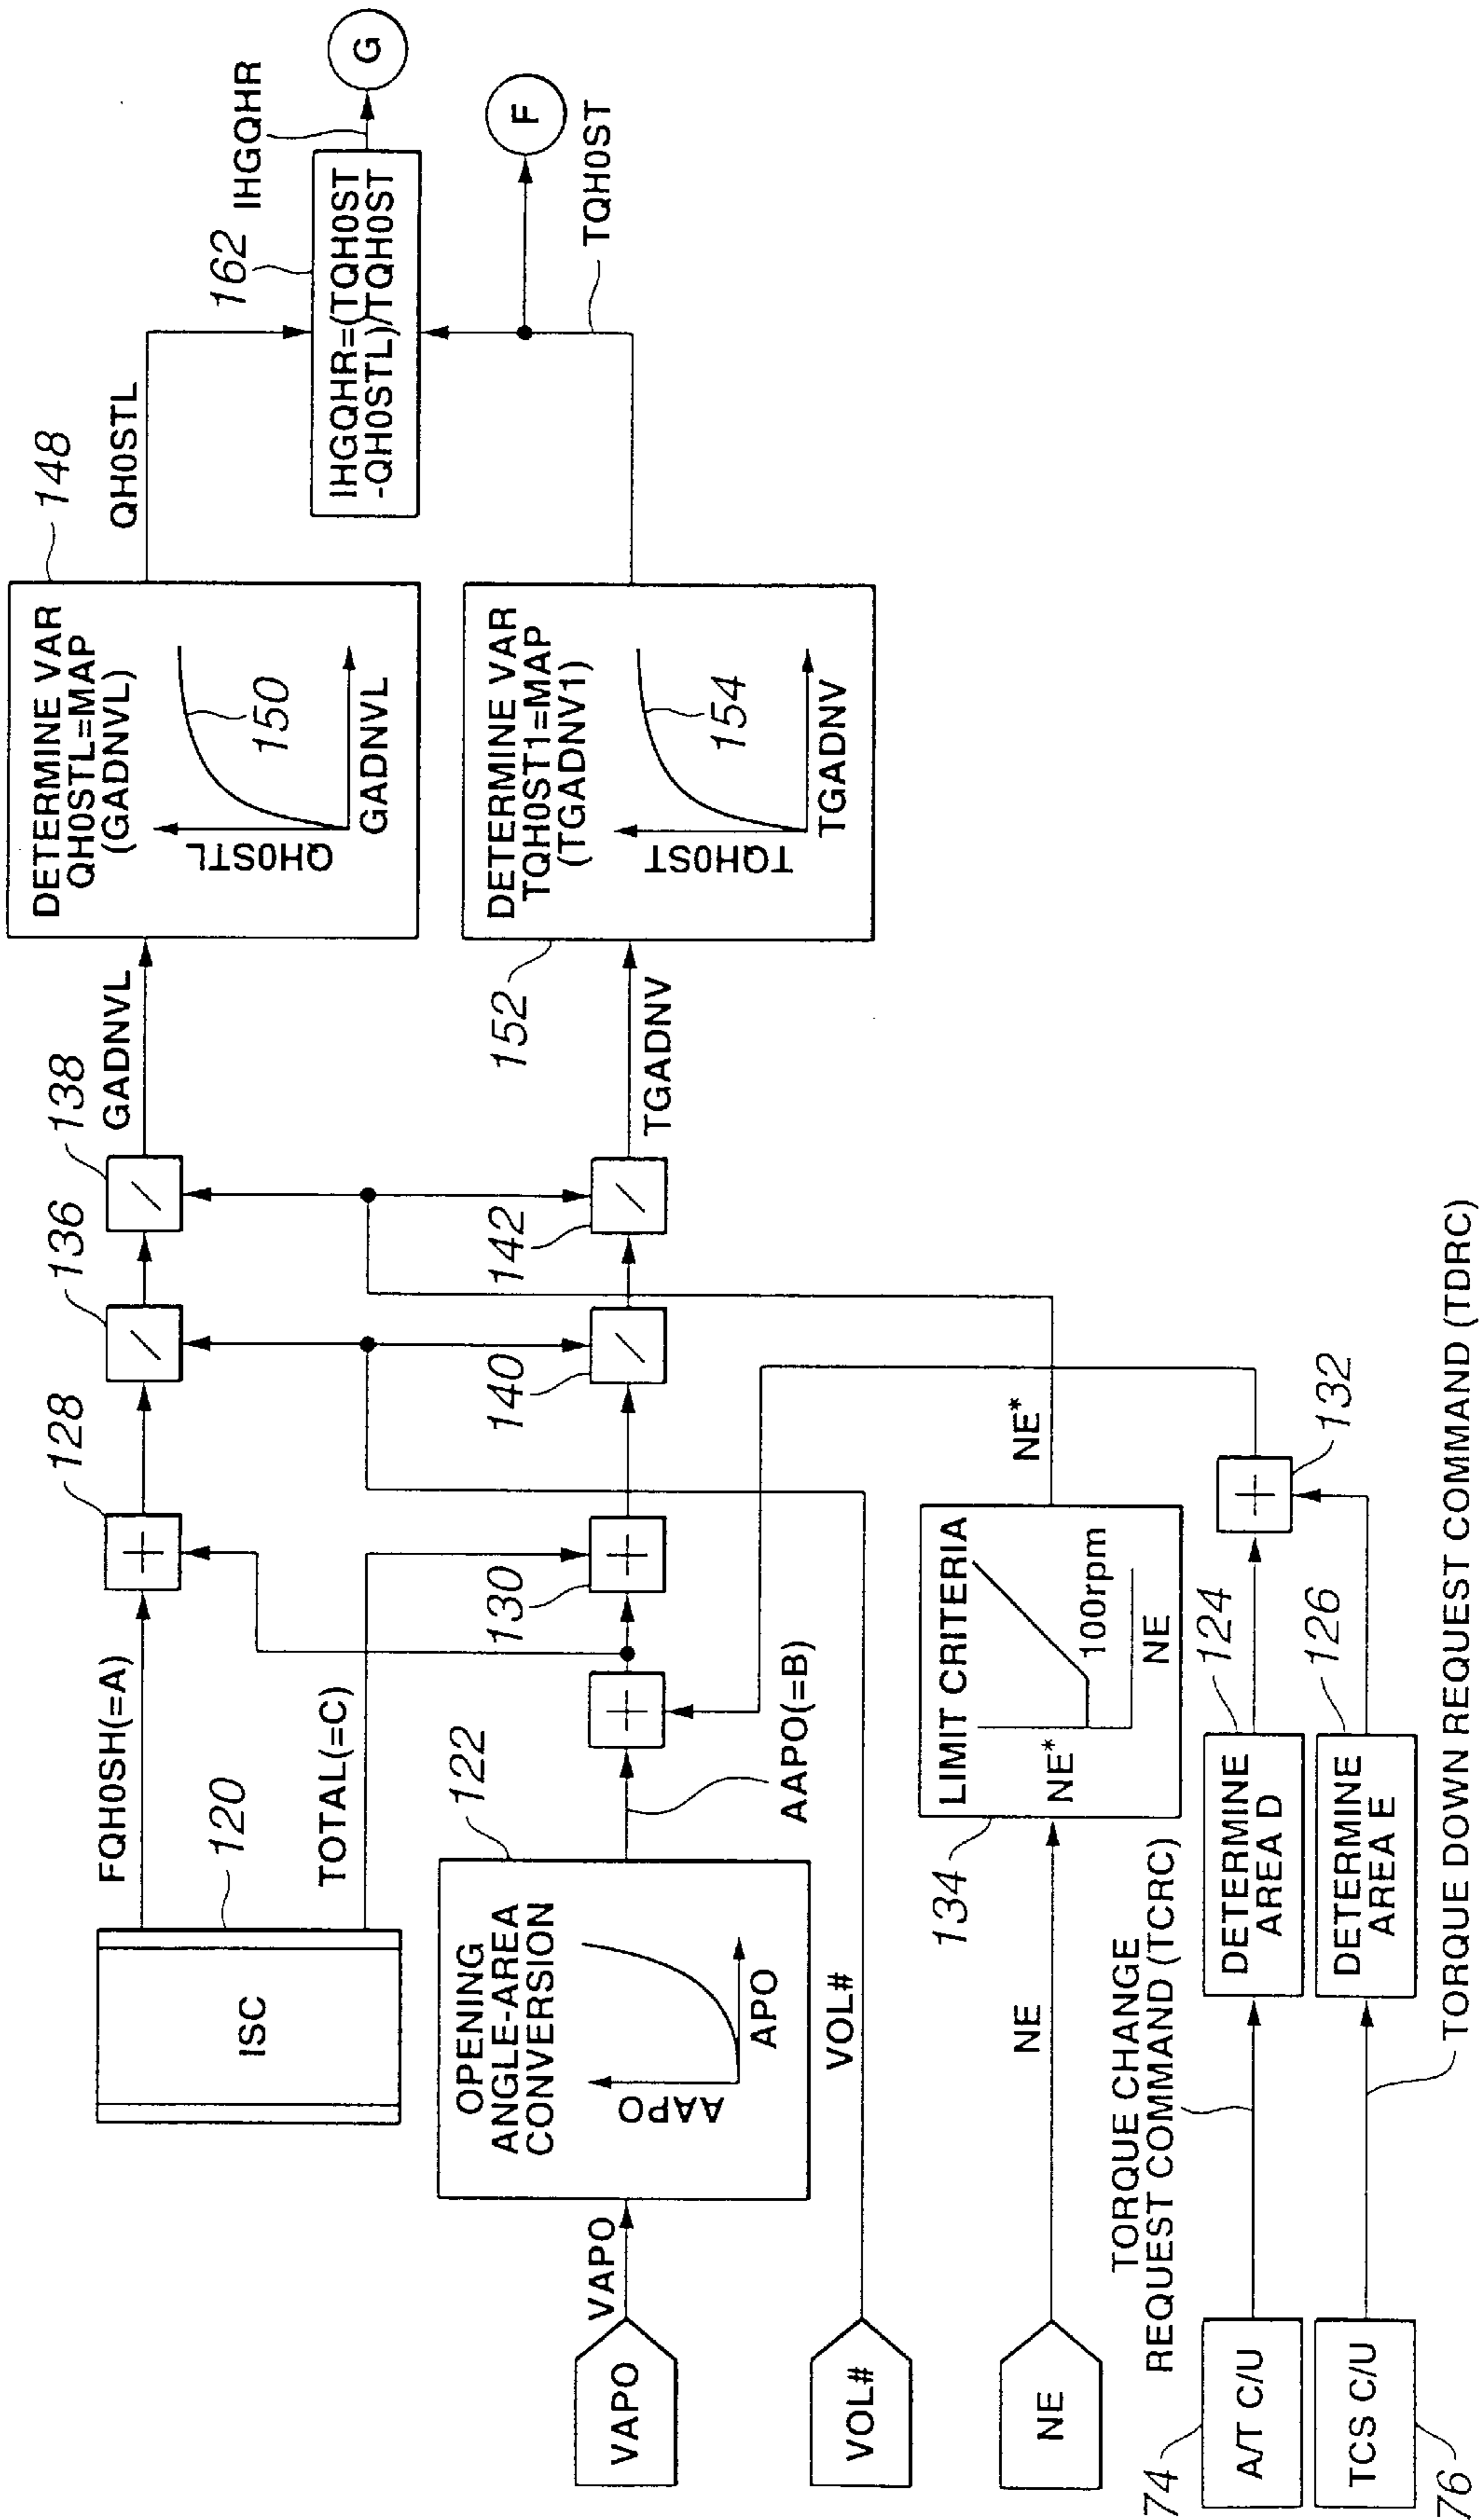 FQH0SH(=A)
120
ISC
TOTAL(=C)
128
136
138
GADNVL
DETERMINE VAR
QH0STL=MAP
(GADNVL)
QH0STL
150
GADNVL
148
QH0STL
162
IHGQHR=(TQH0ST
-QH0STL)/TQH0ST
IHGQHR
G
F
TQH0ST
VAPO
VAPO
OPENING
ANGLE-AREA
CONVERSION
AAPO
APO
122
AAPO(=B)
130
140
142
TGADNV
152
DETERMINE VAR
TQH0ST1=MAP
(TGADNV1)
TQH0ST
154
TGADNV
VOL#
VOL#
NE
NE
134
LIMIT CRITERIA
NE*
100rpm
NE
NE*
TORQUE CHANGE
REQUEST COMMAND (TCRC)
74
A/T C/U
DETERMINE
AREA D
124
132
76
TCS C/U
DETERMINE
AREA E
126
TORQUE DOWN REQUEST COMMAND (TDRC)